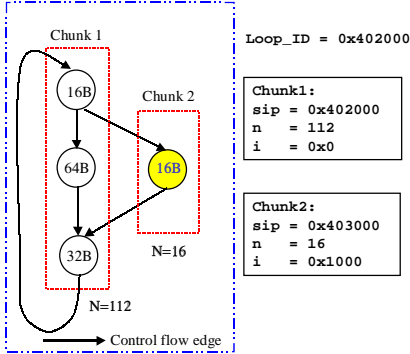 Chunk 1
16B
Chunk 2
64B
16B
32B
N=16
N=112
Control flow edge
Loop_ID = 0x402000
Chunk1:
sip = 0x402000
n = 112
i = 0x0
Chunk2:
sip = 0x403000
n = 16
i = 0x1000